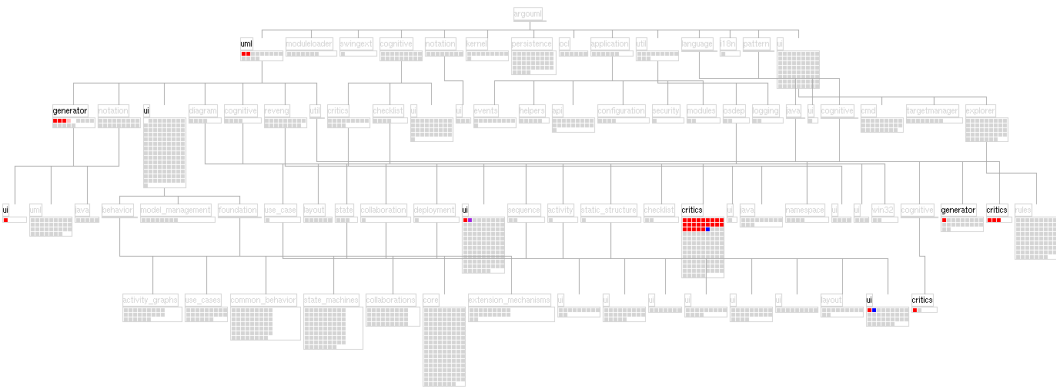 argouml
uml moduleloader swingext cognitive notation kernel persistence ocl application util language i18n pattern ui
generator notation ui diagram cognitive reveng util critics checklist ui ui events helpers api configuration security modules codes logging java ui cognitive cmd targetmanager explorer
ui uml java behavior model_management foundation use_case layout state collaboration deployment ui sequence activity static_structure checklist critics ui java namespace ui ui win32 cognitive generator critics rules
activity_graphs use_cases common_behavior state_machines collaborations core extension_mechanisms ui ui ui ui ui ui layout ui critics